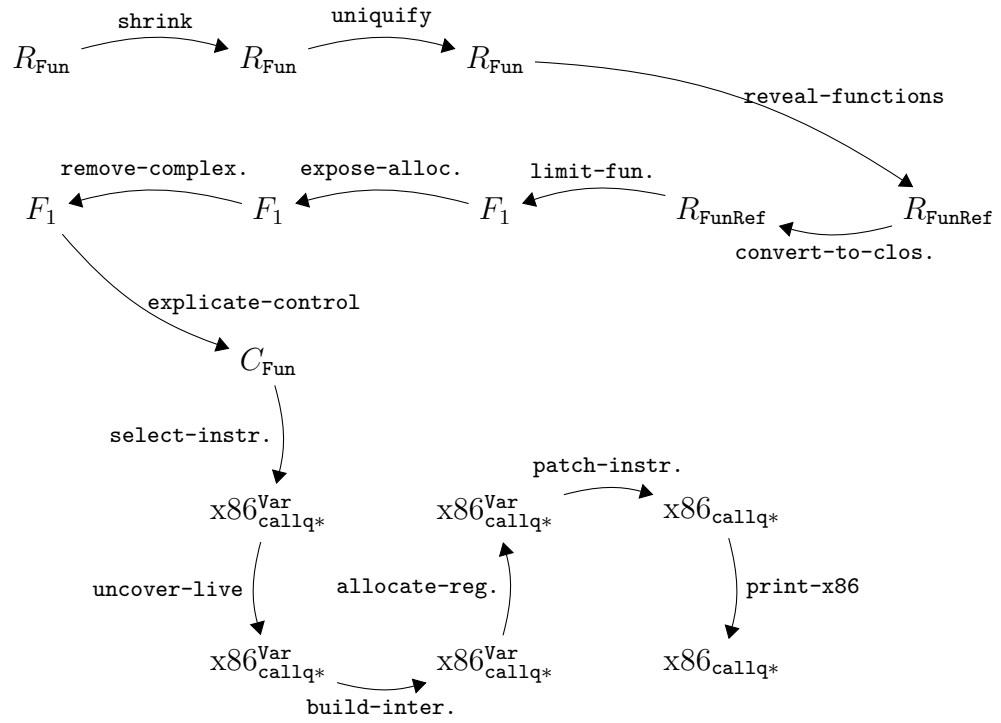 shrink
uniquify
R_Fun R_Fun R_Fun
reveal-functions
remove-complex. expose-alloc. limit-fun.
F_1 F_1 F_1 R_FunRef R_FunRef
convert-to-clos.
explicate-control
C_Fun
select-instr.
patch-instr.
x86^Var_callq* x86^Var_callq* x86_callq*
uncover-live allocate-reg. print-x86
x86^Var_callq* x86^Var_callq* x86_callq*
build-inter.